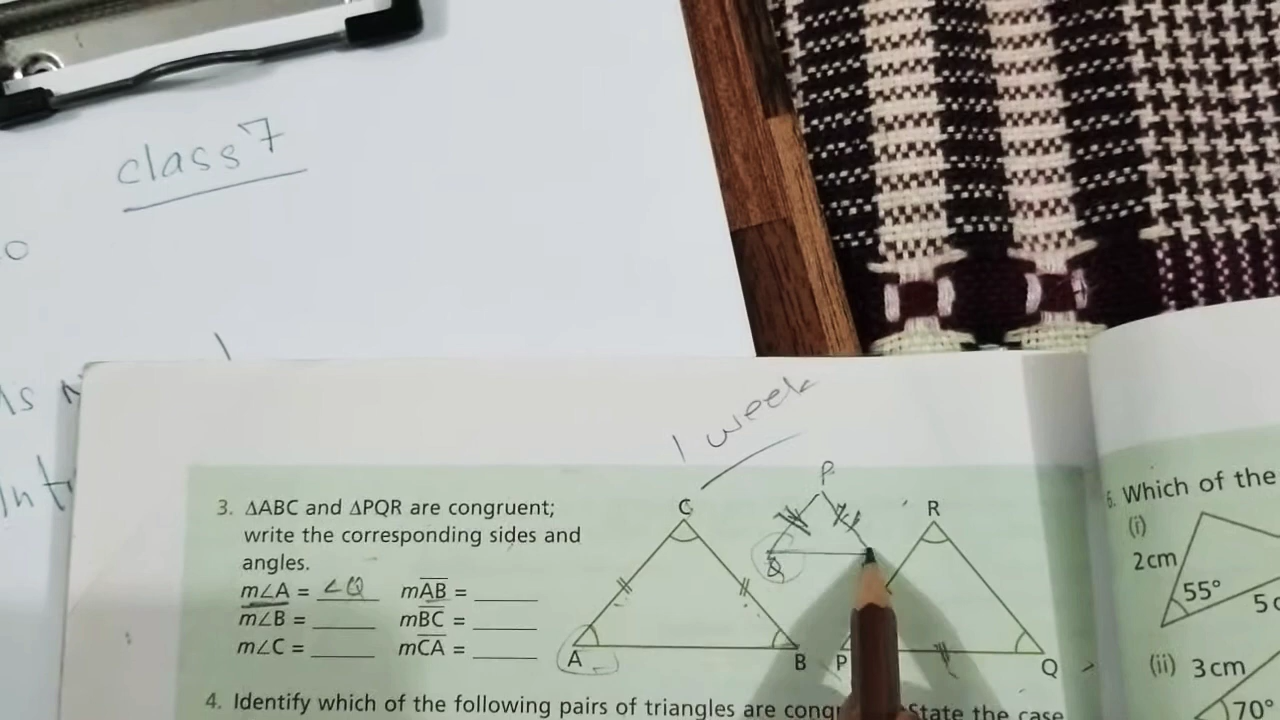 class 7
1 week
3. ΔABC and ΔPQR are congruent;
write the corresponding sides and
angles.
m∠A = ∠Q mAB = ______
m∠B = ______ mBC = ______
m∠C = ______ mCA = ______
C
A
B
P
Q
R
P
Q
4. Identify which of the following pairs of triangles are State the case
6. Which of the
(i)
2cm
55°
(ii) 3cm
70°